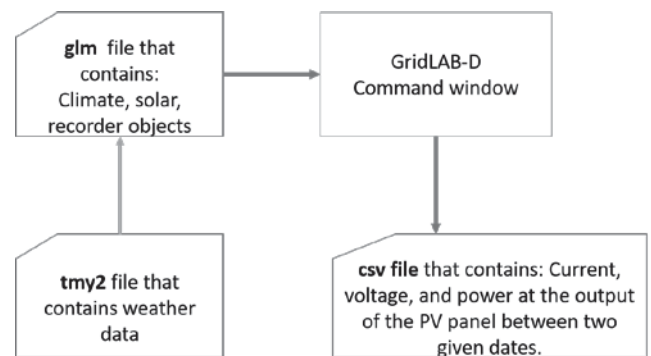 glm file that
contains:
Climate, solar,
recorder objects
GridLAB-D
Command window
tmy2 file that
contains weather
data
csv file that contains: Current,
voltage, and power at the output
of the PV panel between two
given dates.